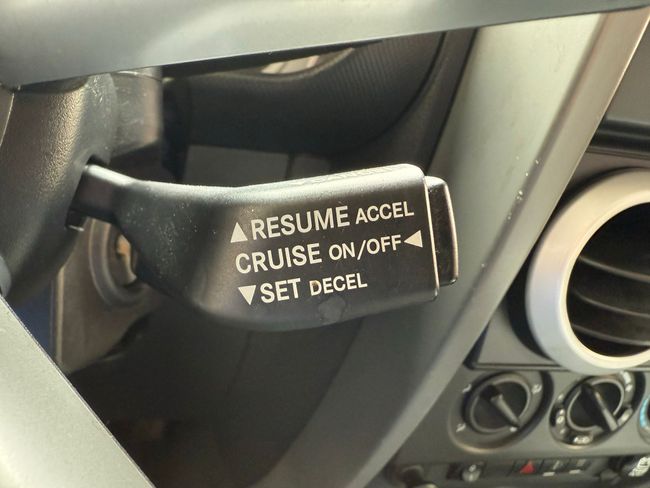 ▲RESUME ACCEL
CRUISE ON/OFF◀
▼SET DECEL